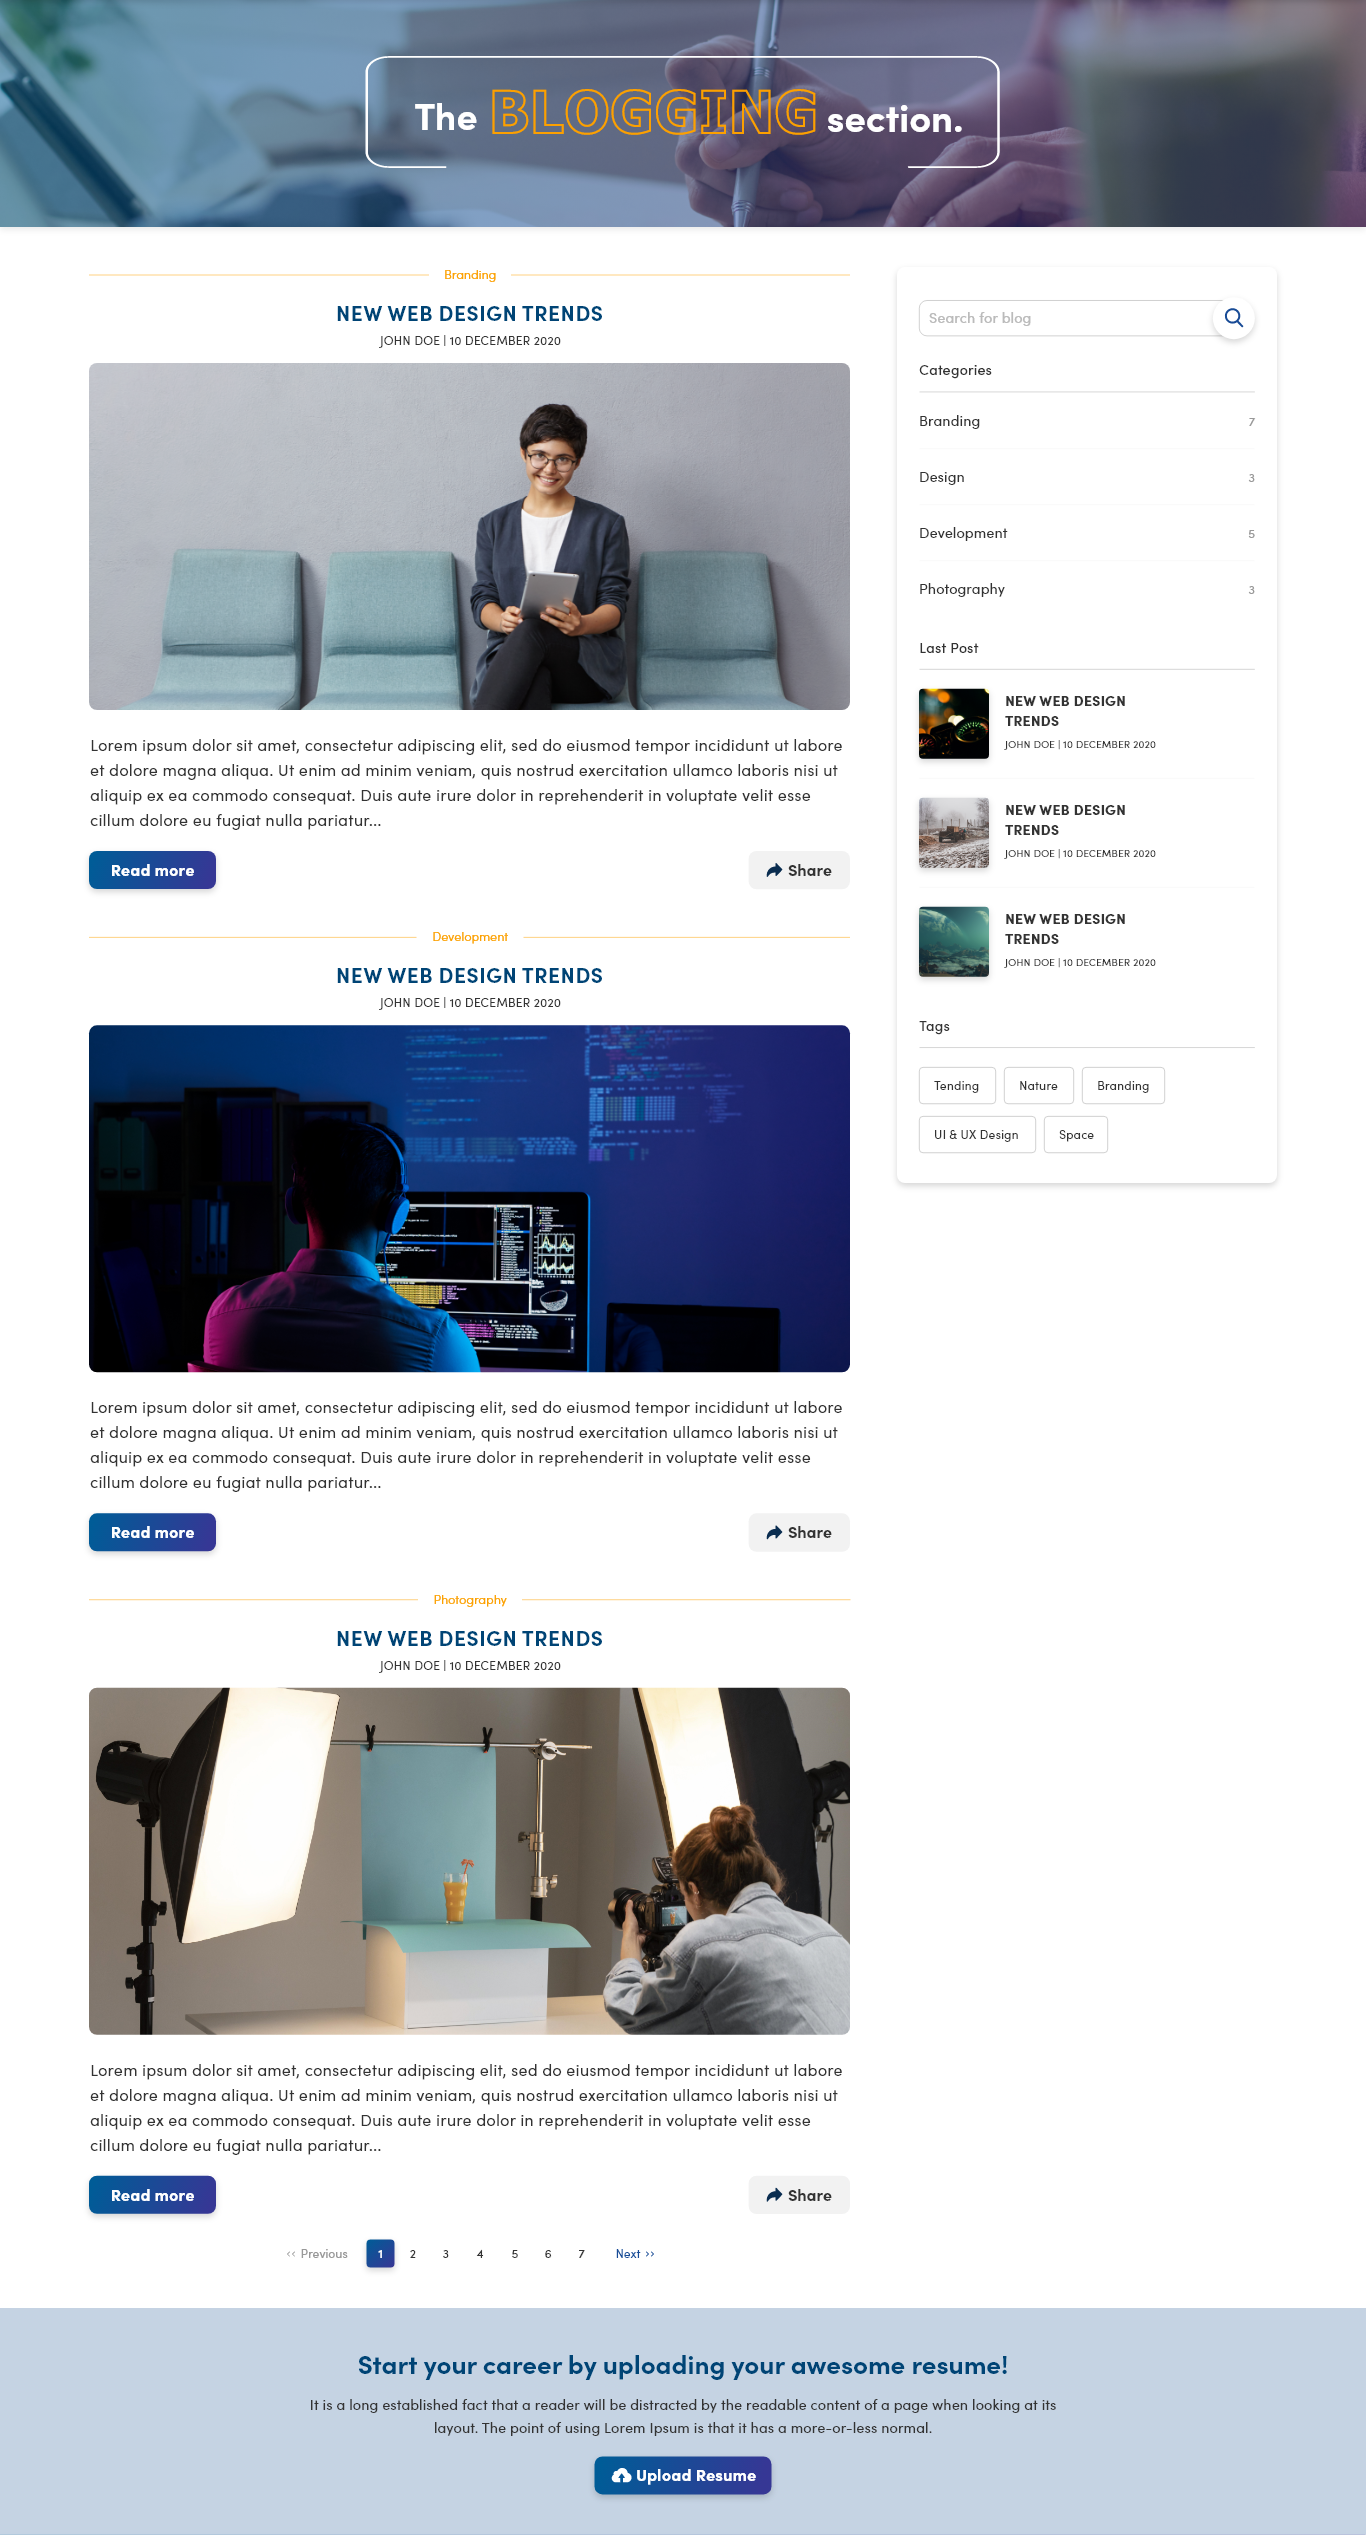 The BLOGGING section.
Branding
NEW WEB DESIGN TRENDS
JOHN DOE | 10 DECEMBER 2020
Lorem ipsum dolor sit amet, consectetur adipiscing elit, sed do eiusmod tempor incididunt ut labore
et dolore magna aliqua. Ut enim ad minim veniam, quis nostrud exercitation ullamco laboris nisi ut
aliquip ex ea commodo consequat. Duis aute irure dolor in reprehenderit in voluptate velit esse
cillum dolore eu fugiat nulla pariatur...
Read more
Share
Development
NEW WEB DESIGN TRENDS
JOHN DOE | 10 DECEMBER 2020
Lorem ipsum dolor sit amet, consectetur adipiscing elit, sed do eiusmod tempor incididunt ut labore
et dolore magna aliqua. Ut enim ad minim veniam, quis nostrud exercitation ullamco laboris nisi ut
aliquip ex ea commodo consequat. Duis aute irure dolor in reprehenderit in voluptate velit esse
cillum dolore eu fugiat nulla pariatur...
Read more
Share
Photography
NEW WEB DESIGN TRENDS
JOHN DOE | 10 DECEMBER 2020
Lorem ipsum dolor sit amet, consectetur adipiscing elit, sed do eiusmod tempor incididunt ut labore
et dolore magna aliqua. Ut enim ad minim veniam, quis nostrud exercitation ullamco laboris nisi ut
aliquip ex ea commodo consequat. Duis aute irure dolor in reprehenderit in voluptate velit esse
cillum dolore eu fugiat nulla pariatur...
Read more
Share
‹‹ Previous 1 2 3 4 5 6 7 Next ››
Search for blog
Categories
Branding 7
Design 3
Development 5
Photography 3
Last Post
NEW WEB DESIGN
TRENDS
JOHN DOE | 10 DECEMBER 2020
NEW WEB DESIGN
TRENDS
JOHN DOE | 10 DECEMBER 2020
NEW WEB DESIGN
TRENDS
JOHN DOE | 10 DECEMBER 2020
Tags
Tending Nature Branding
UI & UX Design Space
Start your career by uploading your awesome resume!
It is a long established fact that a reader will be distracted by the readable content of a page when looking at its
layout. The point of using Lorem Ipsum is that it has a more-or-less normal.
Upload Resume